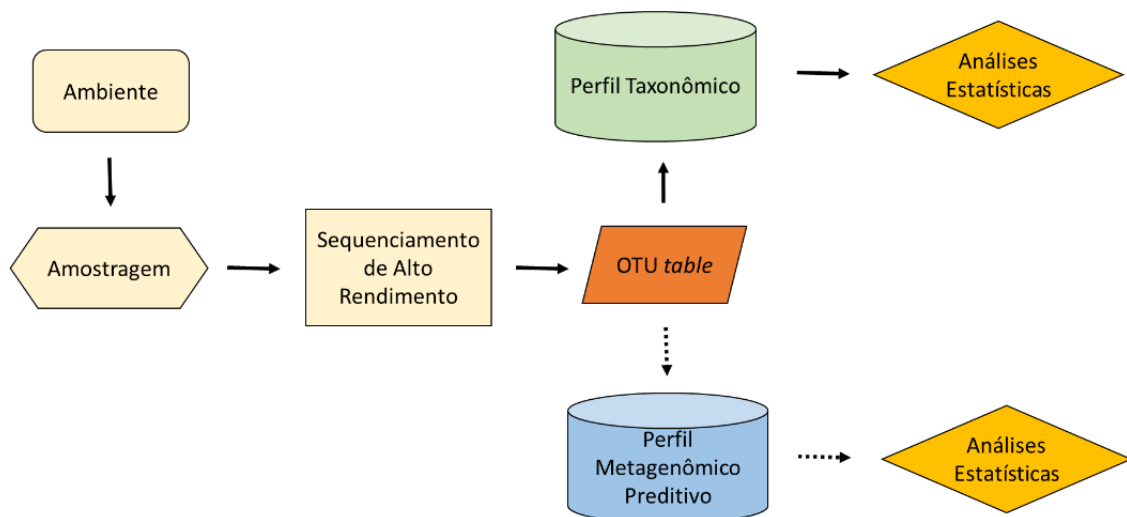 Ambiente
Amostragem
Sequenciamento
de Alto
Rendimento
OTU table
Perfil Taxonômico
Análises
Estatísticas
Perfil
Metagenômico
Preditivo
Análises
Estatísticas